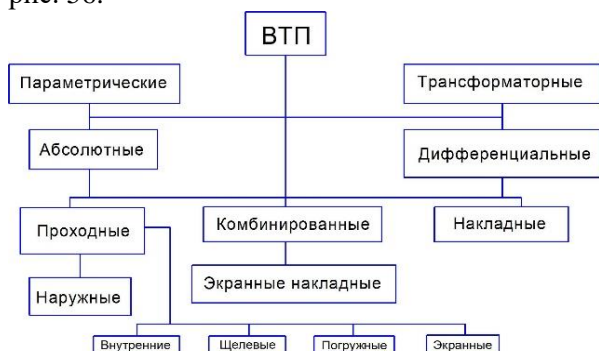 рис. 38.
ВТП
Параметрические
Трансформаторные
Абсолютные
Дифференциальные
Проходные
Комбинированные
Накладные
Наружные
Экранные накладные
Внутренние
Щелевые
Погружные
Экранные